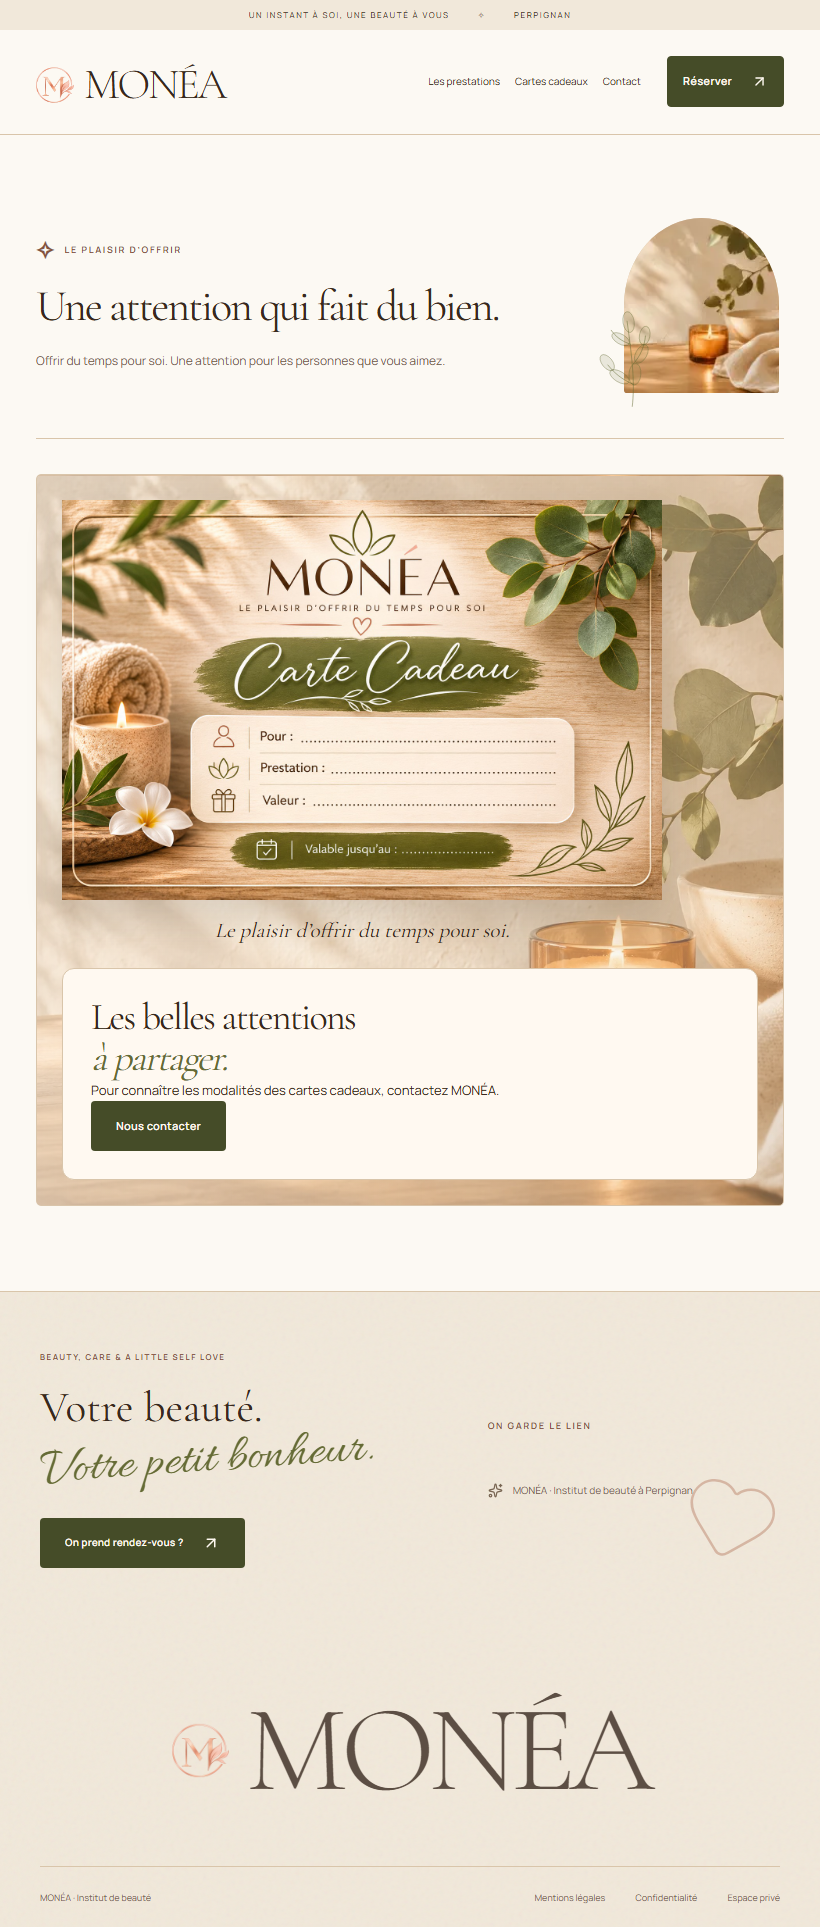 UN INSTANT À SOI, UNE BEAUTÉ À VOUS ✧ PERPIGNAN
MONÉA
Les prestations Cartes cadeaux Contact Réserver
LE PLAISIR D'OFFRIR
Une attention qui fait du bien.
Offrir du temps pour soi. Une attention pour les personnes que vous aimez.
MONÉA
LE PLAISIR D'OFFRIR DU TEMPS POUR SOI
Carte Cadeau
Pour : ........................................
Prestation : ........................................
Valeur : ........................................
Valable jusqu'au : .......................
Le plaisir d’offrir du temps pour soi.
Les belles attentions
à partager.
Pour connaître les modalités des cartes cadeaux, contactez MONÉA.
Nous contacter
BEAUTY, CARE & A LITTLE SELF LOVE
Votre beauté.
Votre petit bonheur.
On prend rendez-vous ?
ON GARDE LE LIEN
MONÉA · Institut de beauté à Perpignan
M MONÉA
MONÉA · Institut de beauté
Mentions légales Confidentialité Espace privé